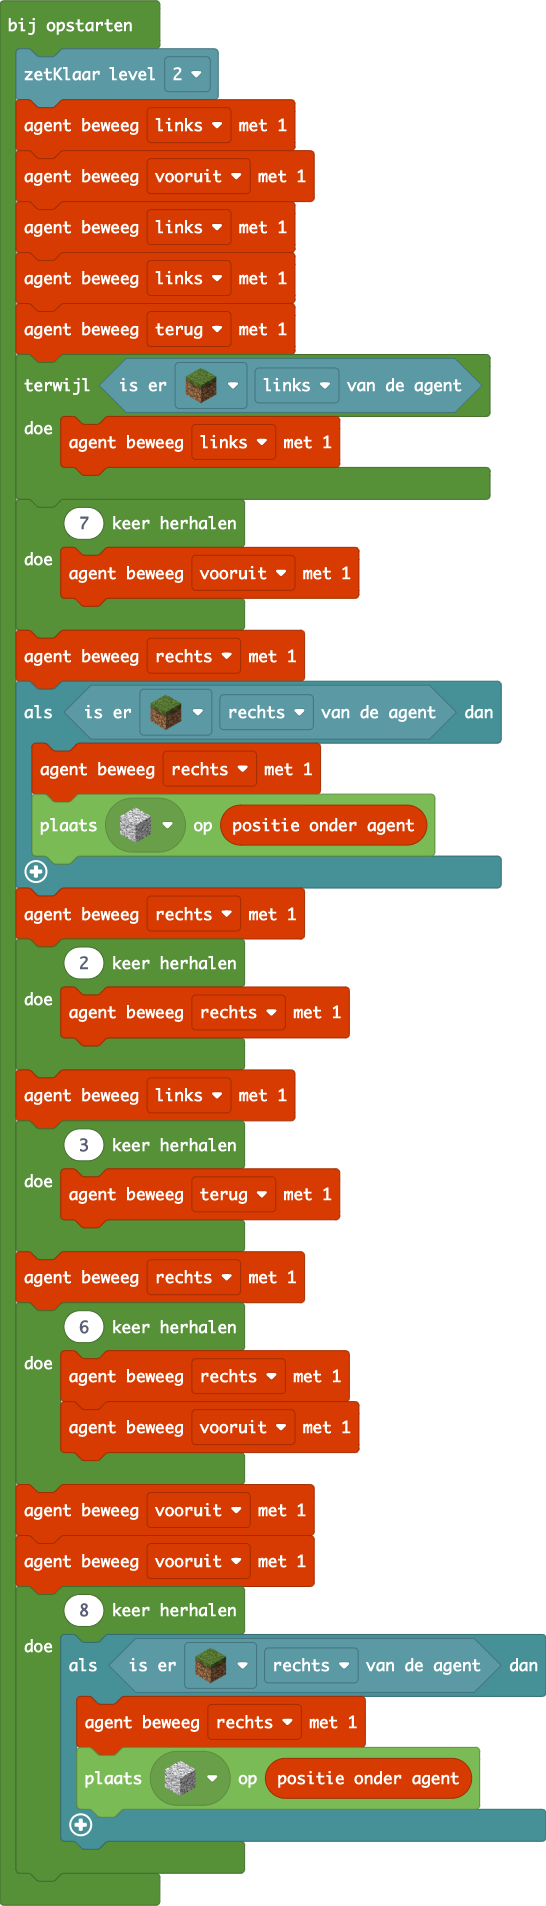 bij opstarten
zetKlaar level 2
agent beweeg links met 1
agent beweeg vooruit met 1
agent beweeg links met 1
agent beweeg links met 1
agent beweeg terug met 1
terwijl is er links van de agent
doe agent beweeg links met 1
7 keer herhalen
doe agent beweeg vooruit met 1
agent beweeg rechts met 1
als is er rechts van de agent dan
agent beweeg rechts met 1
plaats op positie onder agent
agent beweeg rechts met 1
2 keer herhalen
doe agent beweeg rechts met 1
agent beweeg links met 1
3 keer herhalen
doe agent beweeg terug met 1
agent beweeg rechts met 1
6 keer herhalen
doe agent beweeg rechts met 1
agent beweeg vooruit met 1
agent beweeg vooruit met 1
agent beweeg vooruit met 1
8 keer herhalen
doe als is er rechts van de agent dan
agent beweeg rechts met 1
plaats op positie onder agent